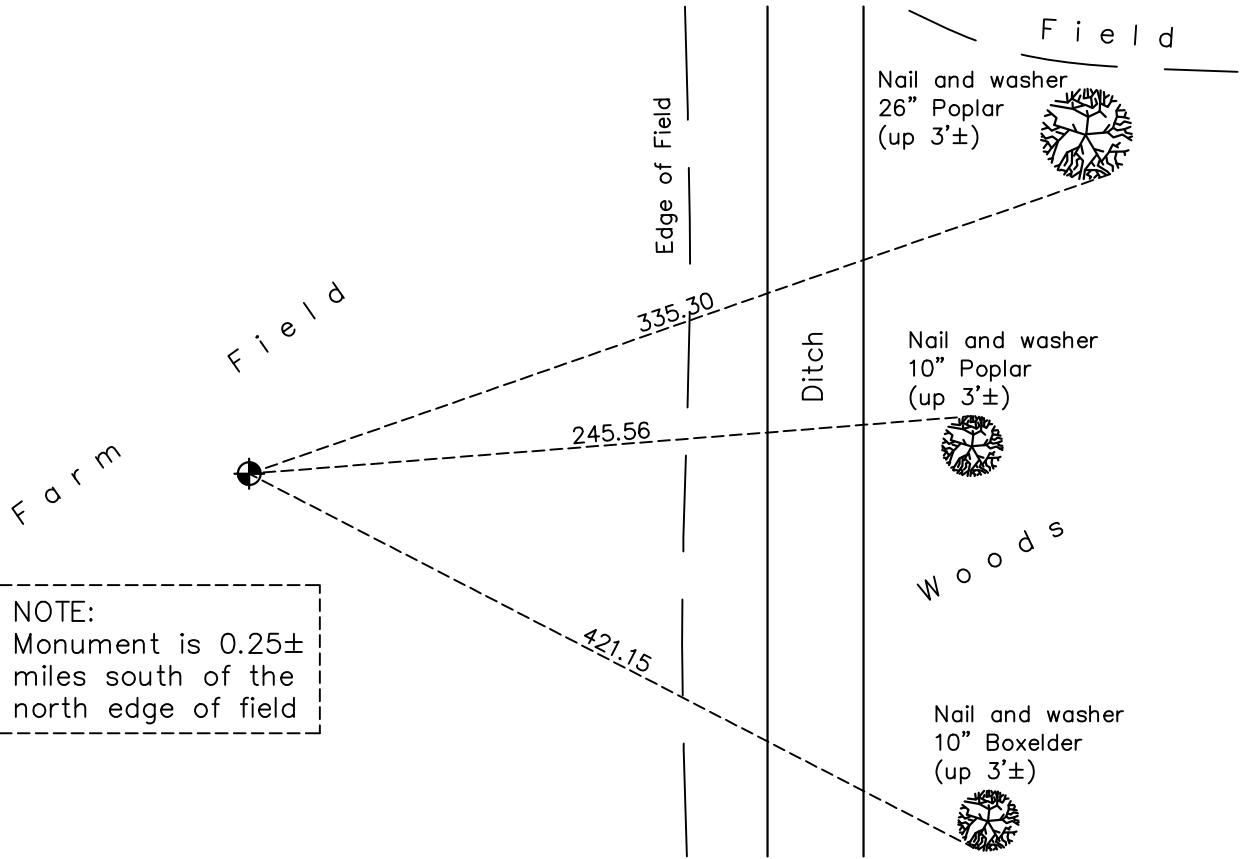 Field
Nail and washer
26” Poplar
(up 3'±)
Edge of Field
335.30
Field
Ditch
Nail and washer
10” Poplar
(up 3'±)
245.56
Farm
Woods
NOTE:
Monument is 0.25±
miles south of the
north edge of field
421.15
Nail and washer
10” Boxelder
(up 3'±)